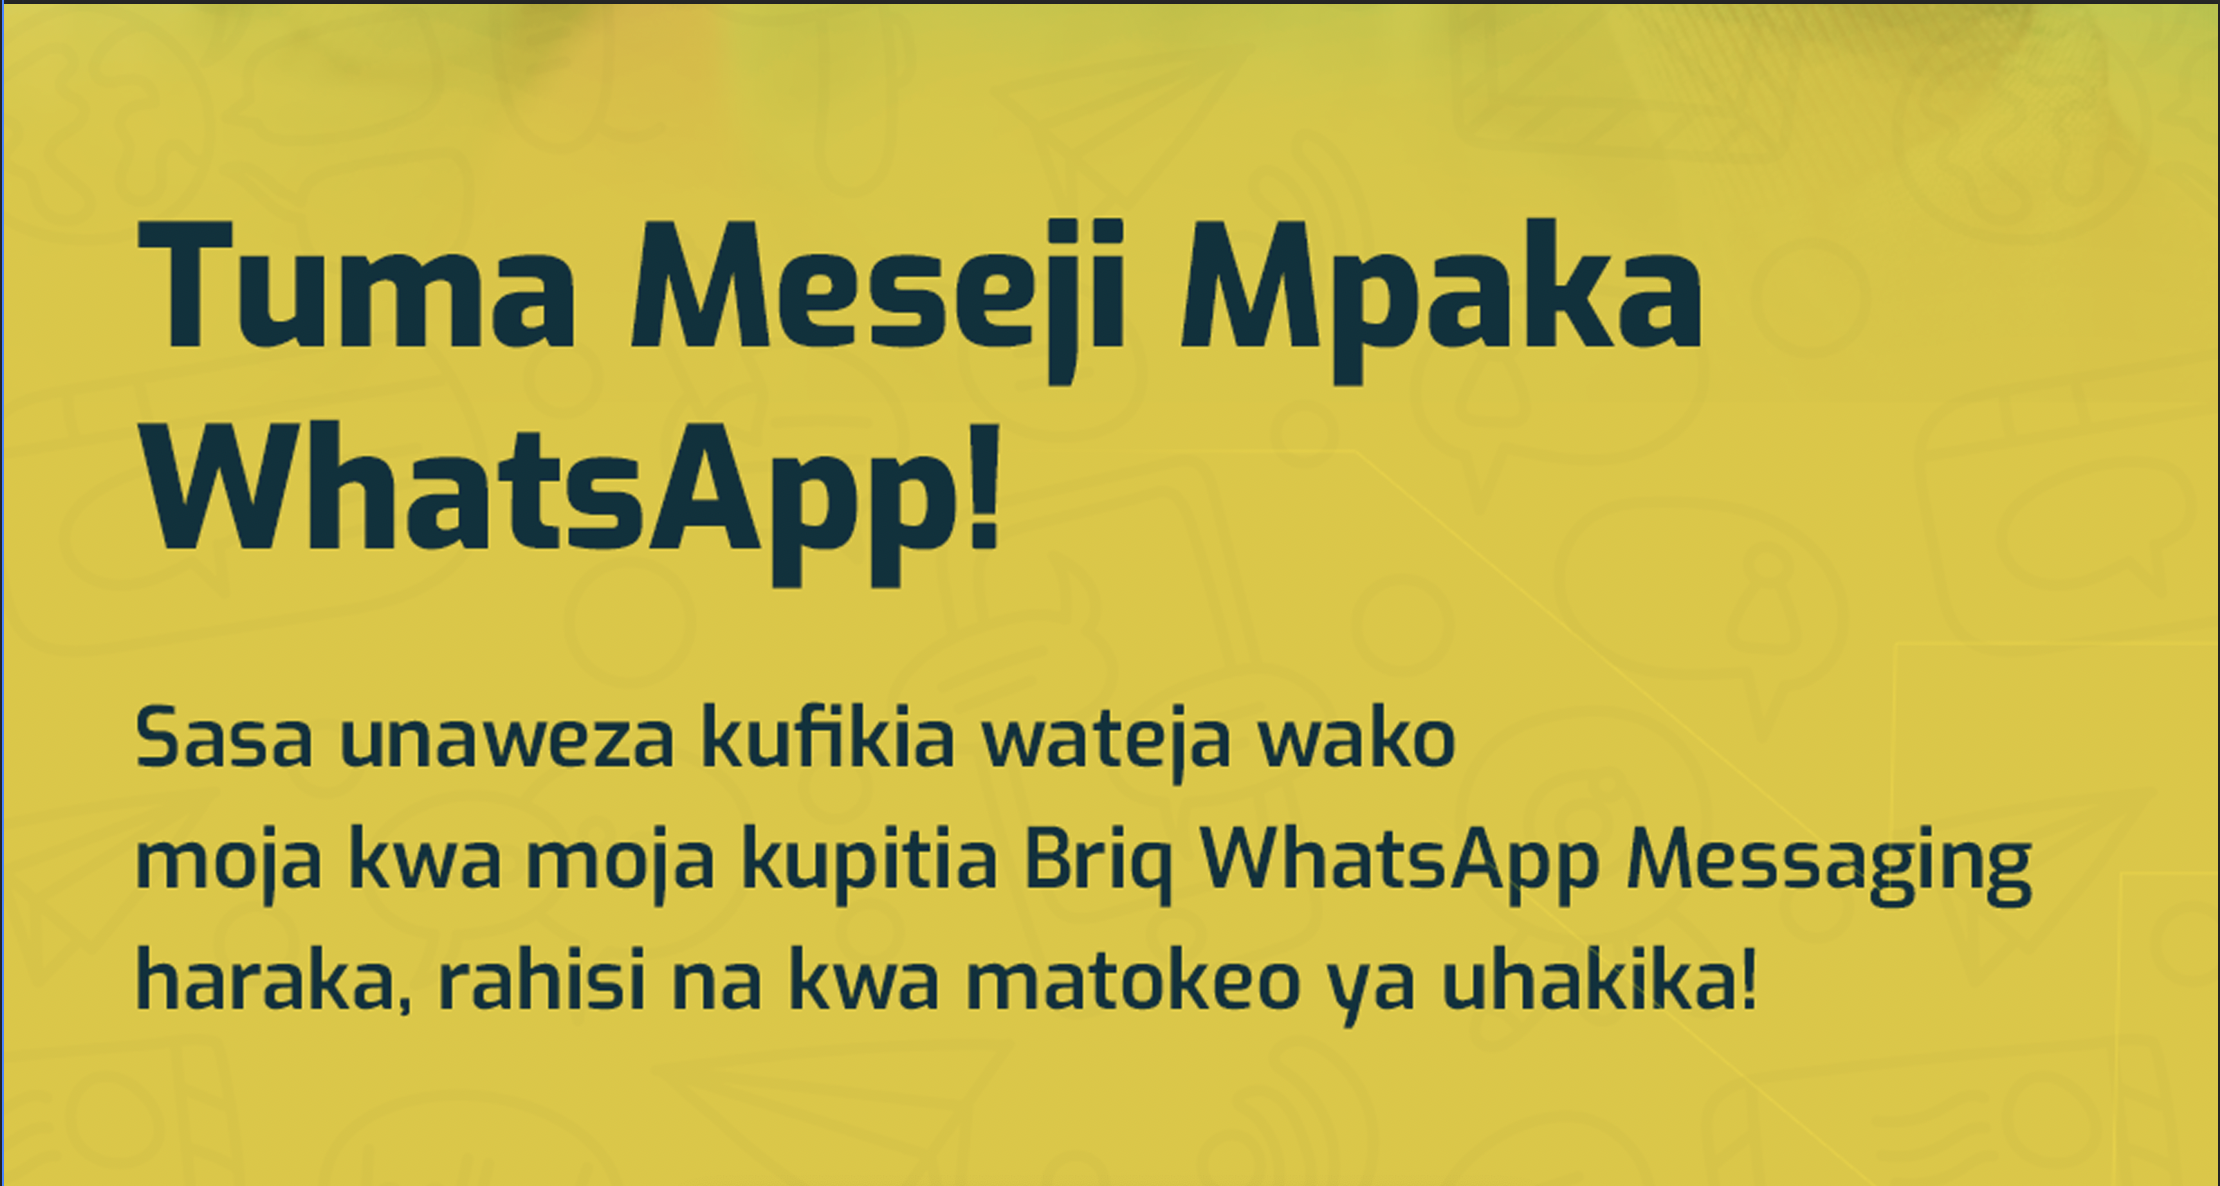 Tuma Meseji Mpaka
WhatsApp!
Sasa unaweza kufikia wateja wako
moja kwa moja kupitia Briq WhatsApp Messaging
haraka, rahisi na kwa matokeo ya uhakika!